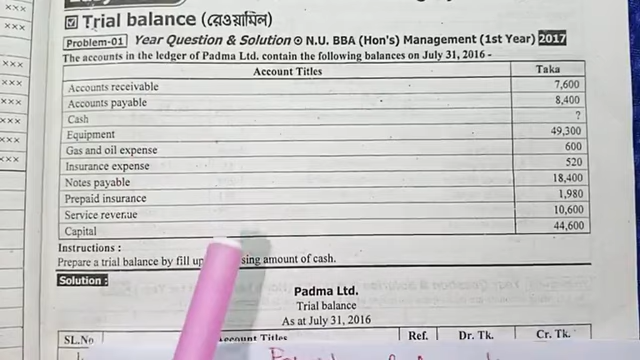 Trial balance (রেওয়ামিল)
Problem-01 Year Question & Solution ⊙ N.U. BBA (Hon's) Management (1st Year) 2017
The accounts in the ledger of Padma Ltd. contain the following balances on July 31, 2016 -
Account Titles Taka
Accounts receivable 7,600
Accounts payable 8,400
Cash ?
Equipment 49,300
Gas and oil expense 600
Insurance expense 520
Notes payable 18,400
Prepaid insurance 1,980
Service revenue 10,600
Capital 44,600
Instructions :
Prepare a trial balance by fill up sing amount of cash.
Solution :
Padma Ltd.
Trial balance
As at July 31, 2016
SL.No Account Titles Ref. Dr. Tk. Cr. Tk.